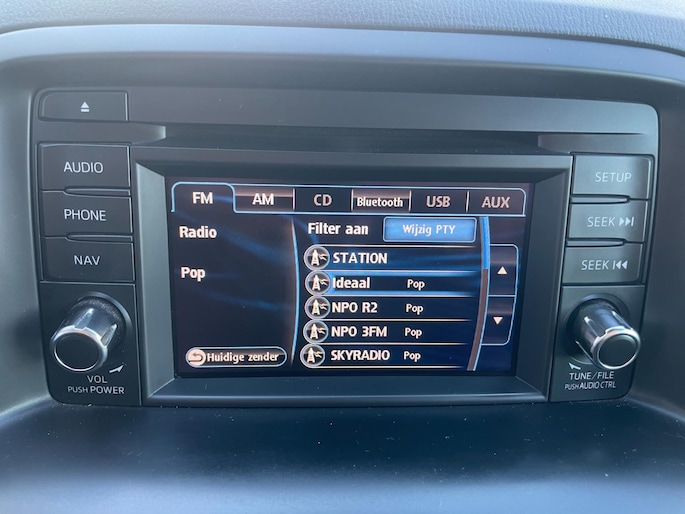 AUDIO
PHONE
NAV
VOL
PUSH POWER
FM AM CD Bluetooth USB AUX
Radio
Pop
Huidige zender
Filter aan Wijzig PTY
STATION
Ideaal Pop
NPO R2 Pop
NPO 3FM Pop
SKYRADIO Pop
SETUP
SEEK
SEEK
TUNE/FILE
PUSH AUDIO CTRL